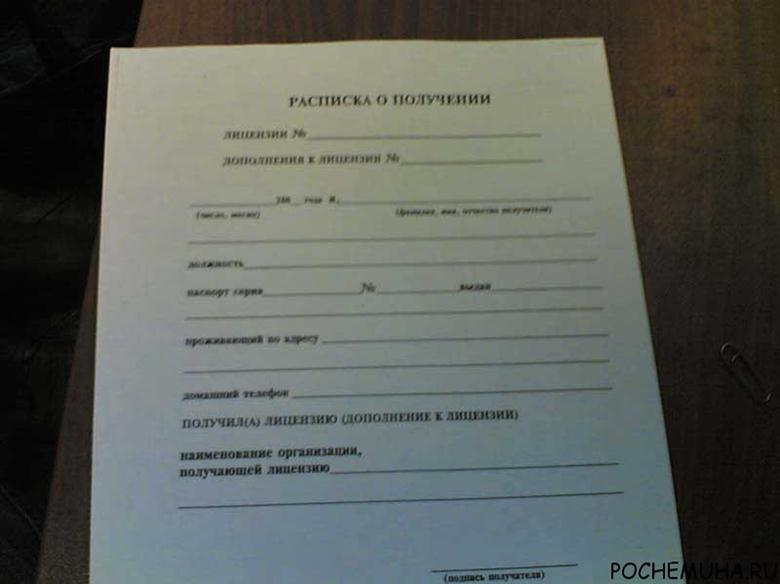 РАСПИСКА О ПОЛУЧЕНИИ
ЛИЦЕНЗИИ №
ДОПОЛНЕНИЯ К ЛИЦЕНЗИИ №
200__ года Я,
(число, месяц) (фамилия, имя, отчество получателя)
должность
паспорт серия № выдан
проживающий по адресу
домашний телефон
ПОЛУЧИЛ(А) ЛИЦЕНЗИЮ (ДОПОЛНЕНИЕ К ЛИЦЕНЗИИ)
наименование организации,
получающей лицензию
(подпись получателя)
POCHEMUHA.RU